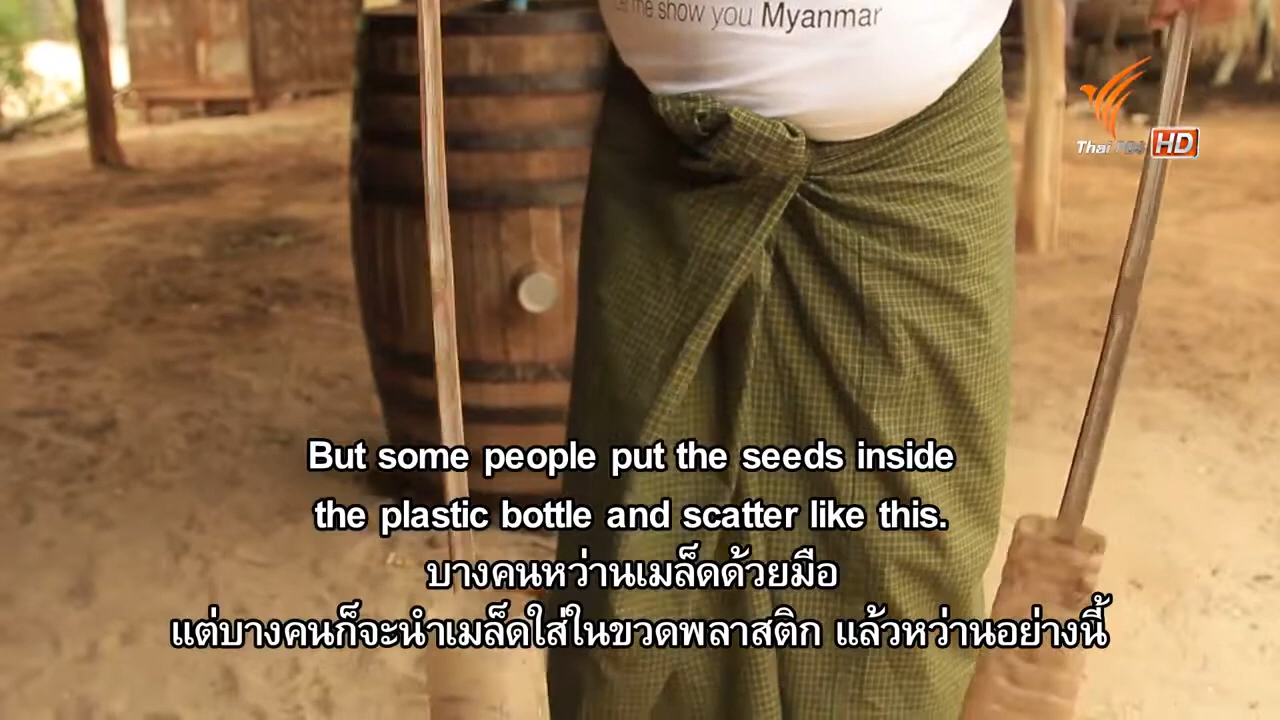 me show you Myanmar
Thai PBS HD
But some people put the seeds inside
the plastic bottle and scatter like this.
บางคนหว่านเมล็ดด้วยมือ
แต่บางคนก็จะนำเมล็ดใส่ในขวดพลาสติก แล้วหว่านอย่างนี้